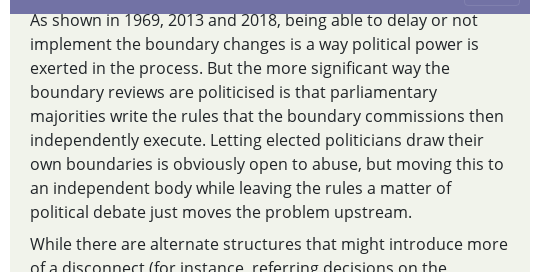 As shown in 1969, 2013 and 2018, being able to delay or not
implement the boundary changes is a way political power is
exerted in the process. But the more significant way the
boundary reviews are politicised is that parliamentary
majorities write the rules that the boundary commissions then
independently execute. Letting elected politicians draw their
own boundaries is obviously open to abuse, but moving this to
an independent body while leaving the rules a matter of
political debate just moves the problem upstream.
While there are alternate structures that might introduce more
of a disconnect (for instance, referring decisions on the